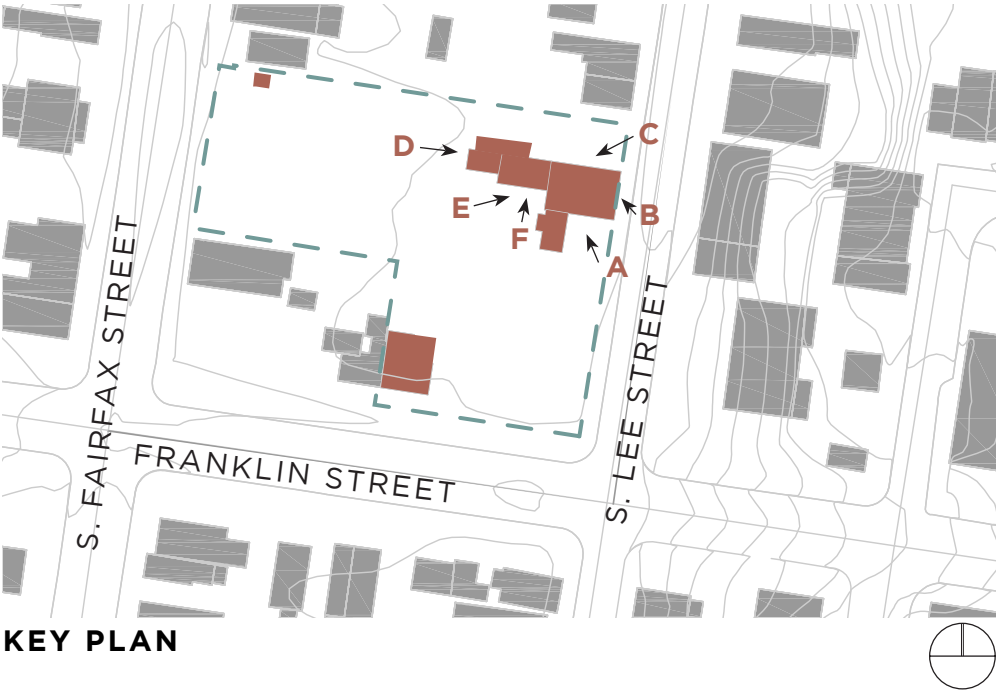 C
D
E
F
B
A
S. FAIRFAX STREET
S. LEE STREET
FRANKLIN STREET
KEY PLAN